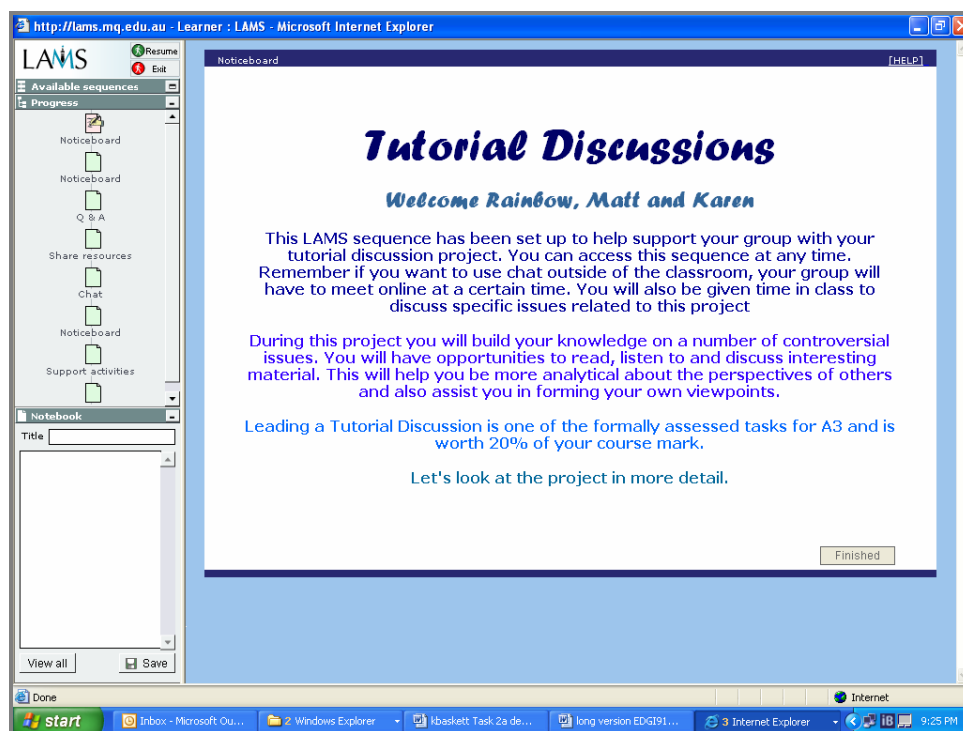 http://lams.mq.edu.au - Learner : LAMS - Microsoft Internet Explorer
LAMS
Resume
Exit
Available sequences
Progress
Noticeboard
Noticeboard
Q & A
Share resources
Chat
Noticeboard
Support activities
Notebook
Title
View all
Save
Noticeboard
[HELP]
Tutorial Discussions
Welcome Rainbow, Matt and Karen
This LAMS sequence has been set up to help support your group with your
tutorial discussion project. You can access this sequence at any time.
Remember if you want to use chat outside of the classroom, your group will
have to meet online at a certain time. You will also be given time in class to
discuss specific issues related to this project
During this project you will build your knowledge on a number of controversial
issues. You will have opportunities to read, listen to and discuss interesting
material. This will help you be more analytical about the perspectives of others
and also assist you in forming your own viewpoints.
Leading a Tutorial Discussion is one of the formally assessed tasks for A3 and is
worth 20% of your course mark.
Let's look at the project in more detail.
Finished
Done
Internet
start
Inbox - Microsoft Ou...
2 Windows Explorer
kbaskett Task 2a de...
long version EDGI91...
3 Internet Explorer
iB
9:25 PM